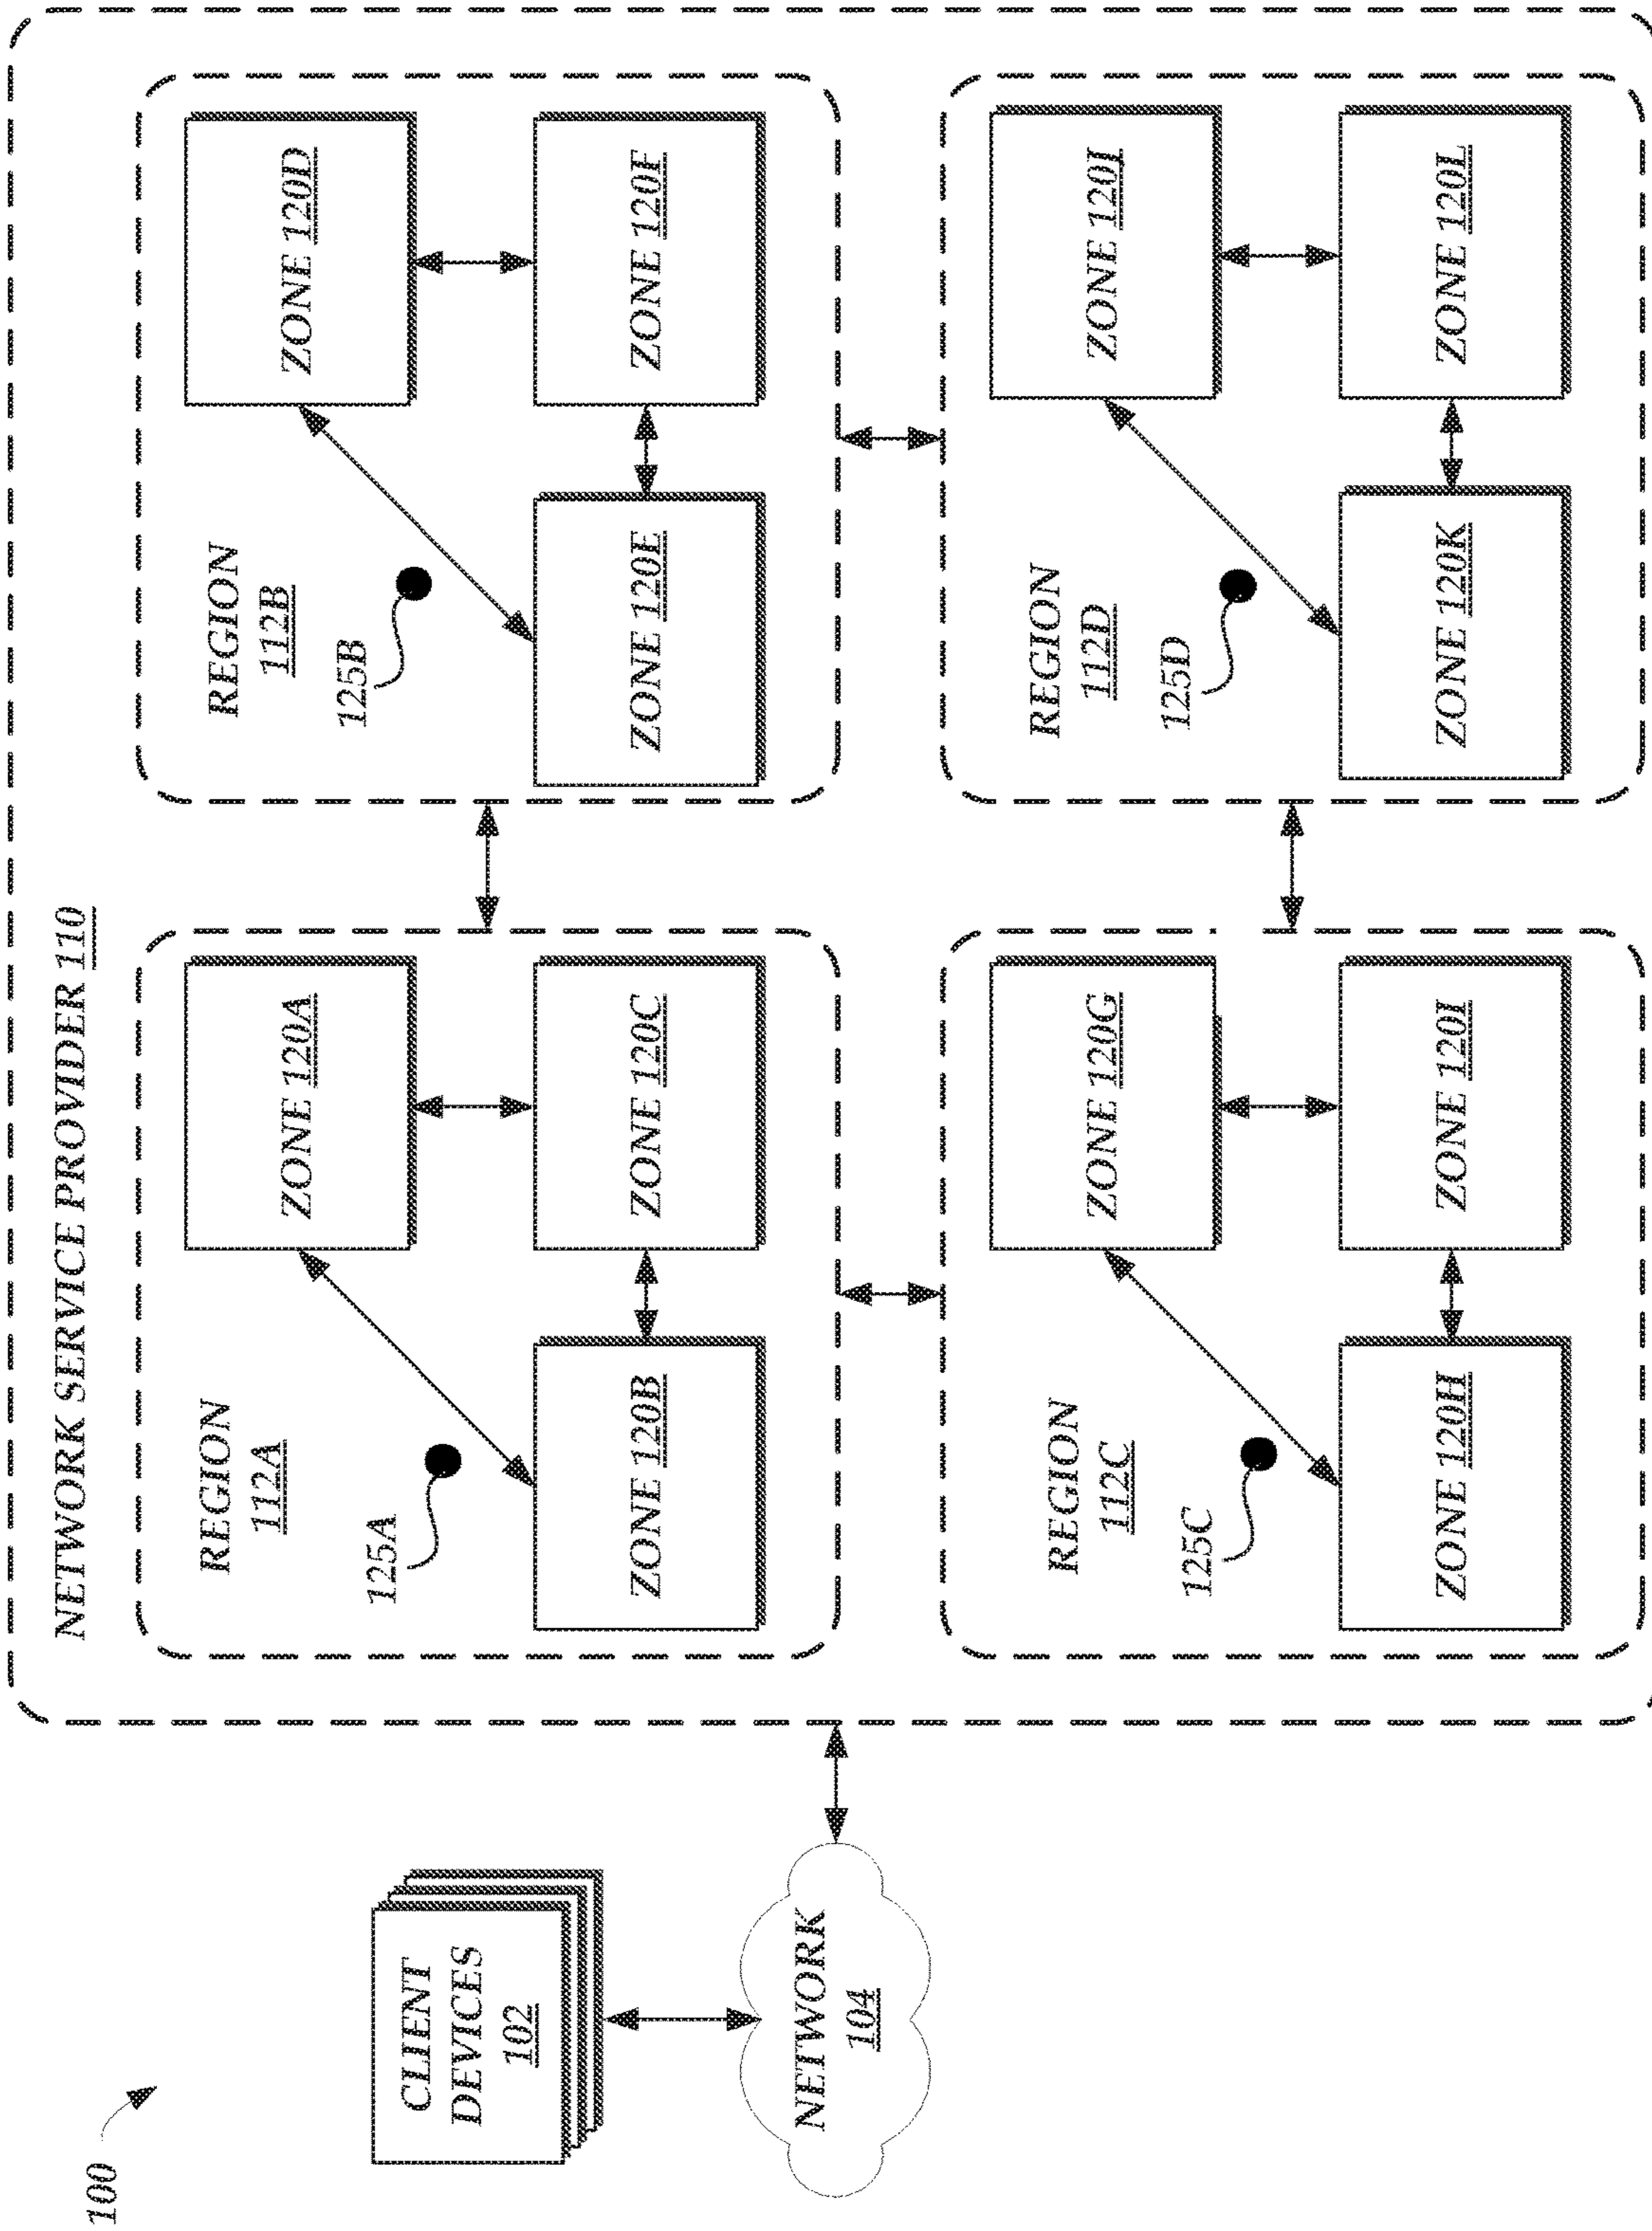 100
NETWORK SERVICE PROVIDER 110
CLIENT
DEVICES
102
NETWORK
104
REGION
112A
125A
ZONE 120A
ZONE 120B
ZONE 120C
REGION
112B
125B
ZONE 120D
ZONE 120E
ZONE 120F
REGION
112C
125C
ZONE 120G
ZONE 120H
ZONE 120I
REGION
112D
125D
ZONE 120J
ZONE 120K
ZONE 120L